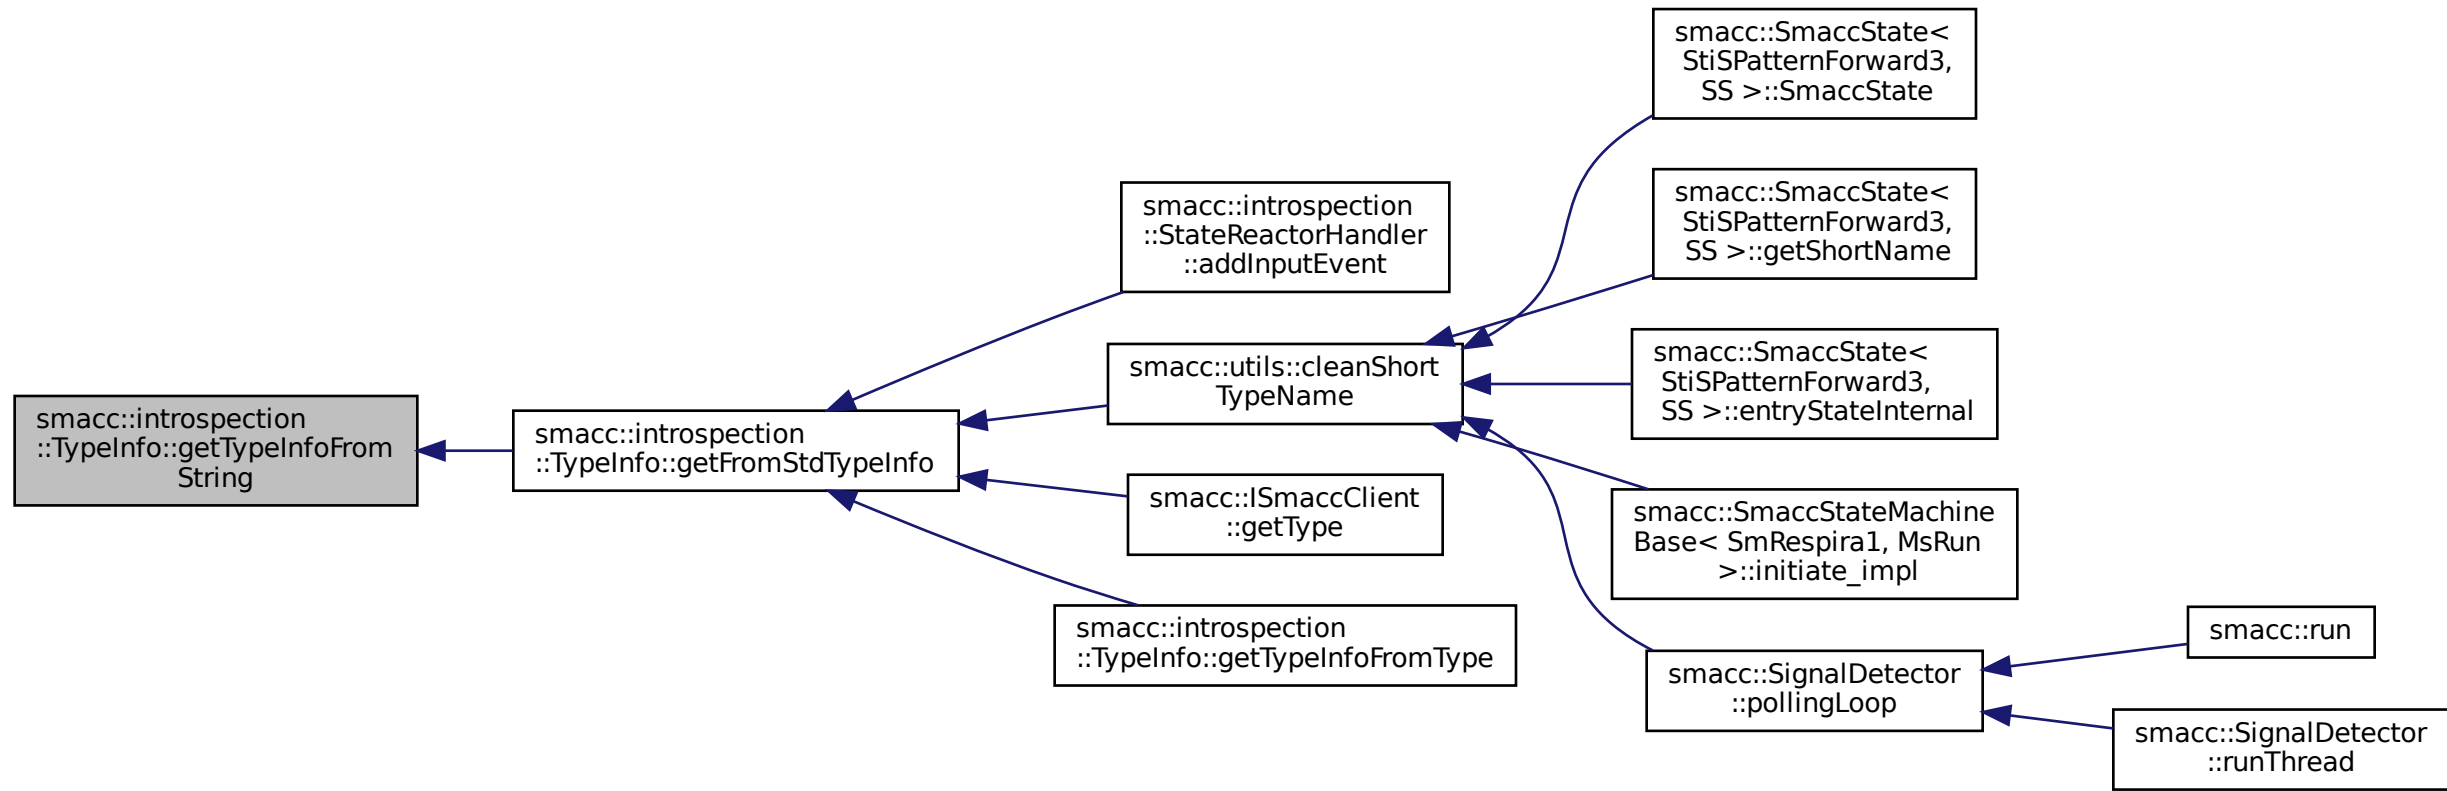 smacc::introspection
::TypeInfo::getTypeInfoFrom
String
smacc::introspection
::TypeInfo::getFromStdTypeInfo
smacc::introspection
::StateReactorHandler
::addInputEvent
smacc::utils::cleanShort
TypeName
smacc::ISmaccClient
::getType
smacc::introspection
::TypeInfo::getTypeInfoFromType
smacc::SmaccState<
StiSPatternForward3,
SS >::SmaccState
smacc::SmaccState<
StiSPatternForward3,
SS >::getShortName
smacc::SmaccState<
StiSPatternForward3,
SS >::entryStateInternal
smacc::SmaccStateMachine
Base< SmRespira1, MsRun
>::initiate_impl
smacc::SignalDetector
::pollingLoop
smacc::run
smacc::SignalDetector
::runThread